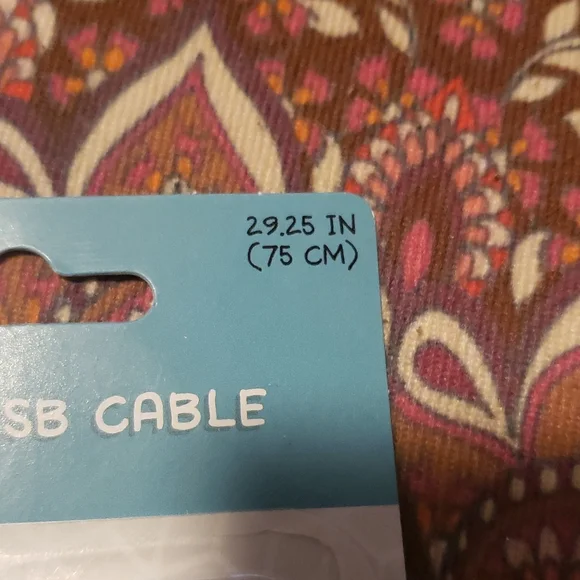 29.25 IN
(75 CM)
SB CABLE